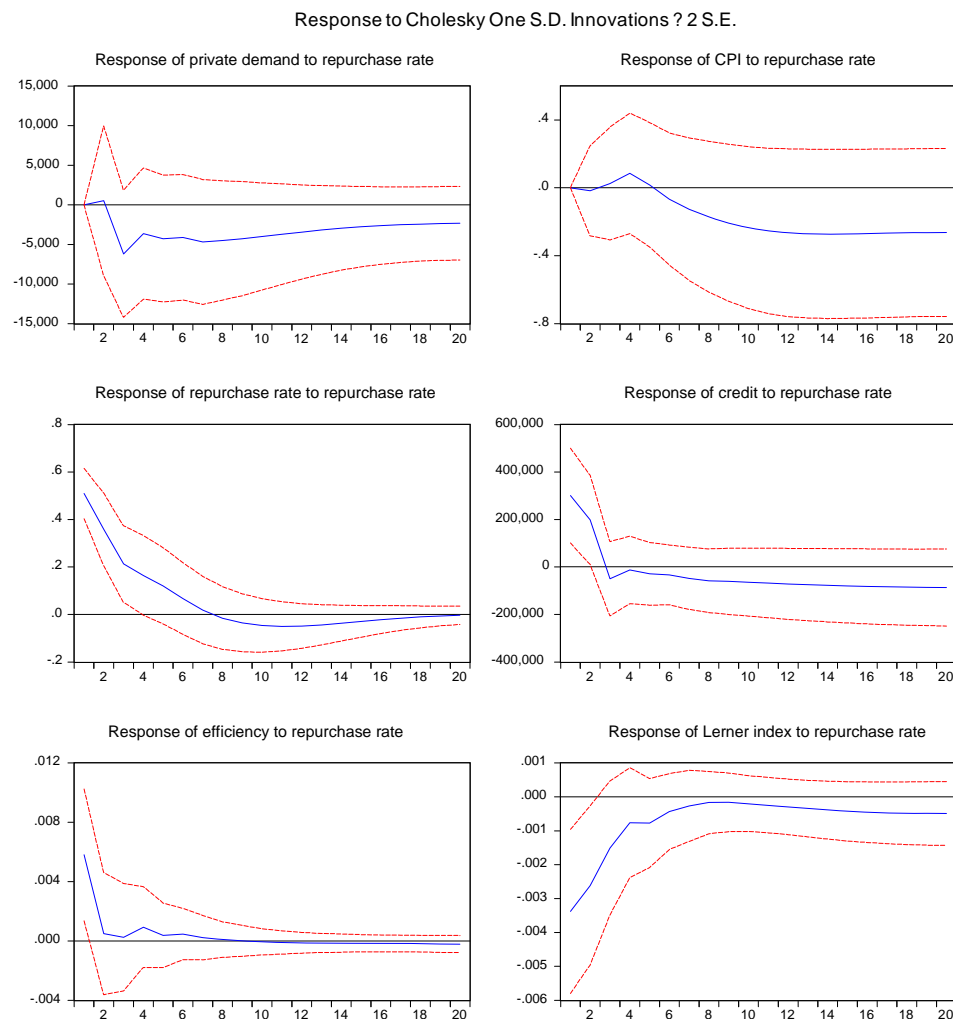 Response to Cholesky One S.D. Innovations ? 2 S.E.
Response of private demand to repurchase rate
15,000
10,000
5,000
0
-5,000
-10,000
-15,000
2 4 6 8 10 12 14 16 18 20
Response of CPI to repurchase rate
.4
.0
-.4
-.8
2 4 6 8 10 12 14 16 18 20
Response of repurchase rate to repurchase rate
.8
.6
.4
.2
.0
-.2
2 4 6 8 10 12 14 16 18 20
Response of credit to repurchase rate
600,000
400,000
200,000
0
-200,000
-400,000
2 4 6 8 10 12 14 16 18 20
Response of efficiency to repurchase rate
.012
.008
.004
.000
-.004
2 4 6 8 10 12 14 16 18 20
Response of Lerner index to repurchase rate
.001
.000
-.001
-.002
-.003
-.004
-.005
-.006
2 4 6 8 10 12 14 16 18 20